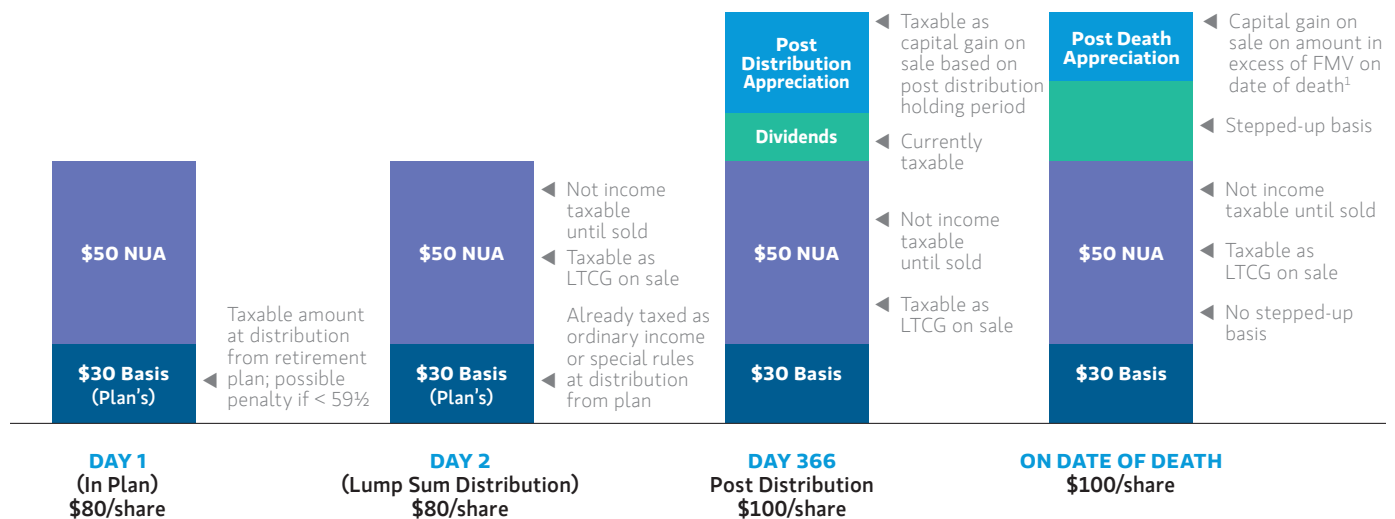 $50 NUA
$30 Basis
(Plan's)
Taxable amount
at distribution
from retirement
plan; possible
penalty if < 59½
DAY 1
(In Plan)
$80/share
$50 NUA
$30 Basis
(Plan's)
Not income
taxable
until sold
Taxable as
LTCG on sale
Already taxed as
ordinary income
or special rules
at distribution
from plan
DAY 2
(Lump Sum Distribution)
$80/share
Post
Distribution
Appreciation
Dividends
$50 NUA
$30 Basis
Taxable as
capital gain on
sale based on
post distribution
holding period
Currently
taxable
Not income
taxable
until sold
Taxable as
LTCG on sale
DAY 366
Post Distribution
$100/share
Post Death
Appreciation
$50 NUA
$30 Basis
Capital gain on
sale on amount in
excess of FMV on
date of death¹
Stepped-up basis
Not income
taxable until sold
Taxable as
LTCG on sale
No stepped-up
basis
ON DATE OF DEATH
$100/share